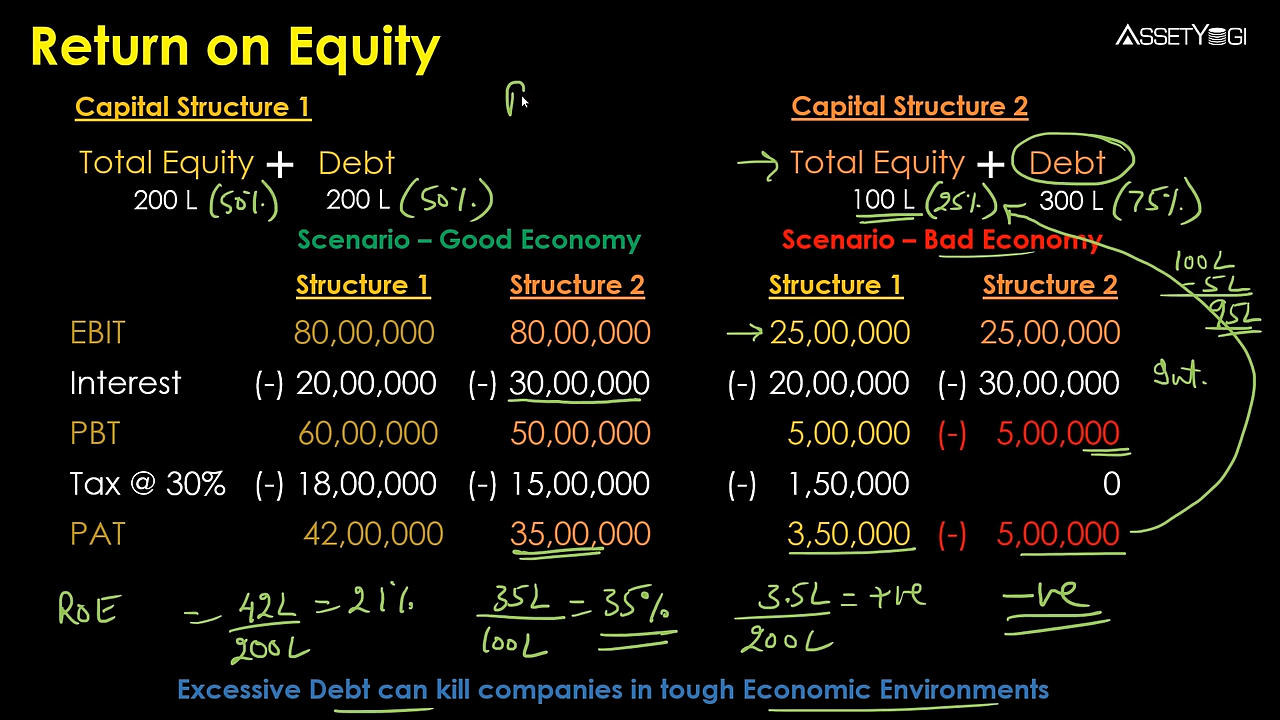 Return on Equity
ASSETYOGI
Capital Structure 1
Capital Structure 2
Total Equity + Debt
Total Equity + Debt
200 L (50%) 200 L (50%)
100 L (25%) 300 L (75%)
Scenario – Good Economy
Scenario – Bad Economy
100L
- 5L
95L
Structure 1 Structure 2 Structure 1 Structure 2
EBIT 80,00,000 80,00,000 → 25,00,000 25,00,000
Interest (-) 20,00,000 (-) 30,00,000 (-) 20,00,000 (-) 30,00,000 Int.
PBT 60,00,000 50,00,000 5,00,000 (-) 5,00,000
Tax @ 30% (-) 18,00,000 (-) 15,00,000 (-) 1,50,000 0
PAT 42,00,000 35,00,000 3,50,000 (-) 5,00,000
RoE = 42L/200L = 21% 35L/100L = 35% 3.5L/200L = +ve -ve
Excessive Debt can kill companies in tough Economic Environments